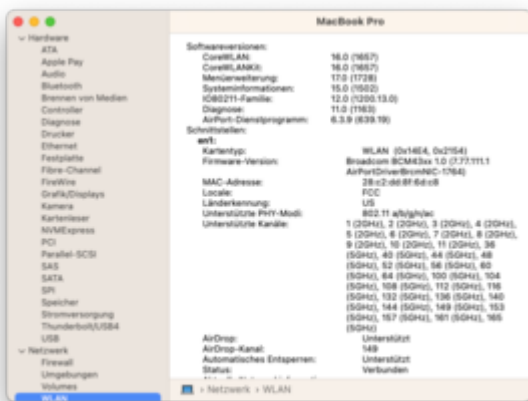 MacBook Pro
Hardware
ATA
Apple Pay
Audio
Bluetooth
Brennen von Medien
Controller
Diagnose
Drucker
Ethernet
Festplatte
Fibre-Channel
FireWire
Grafik/Displays
Kamera
Kartenleser
NVMExpress
PCI
Parallel-SCSI
SAS
SATA
SPI
Speicher
Stromversorgung
Thunderbolt/USB4
USB
Netzwerk
Firewall
Umgebungen
Volumes
WLAN
Softwareversionen:
CoreWLAN: 16.0 (1657)
CoreWLANKit: 16.0 (1657)
Menüerweiterung: 17.0 (1728)
Systeminformationen: 15.0 (1502)
IO80211-Familie: 12.0 (1200.13.0)
Diagnose: 11.0 (1163)
AirPort-Dienstprogramm: 6.3.9 (639.19)
Schnittstellen:
en1:
Kartentyp: WLAN (0x14E4, 0x2154)
Firmware-Version: Broadcom BCM43xx 1.0 (7.77.111.1
AirPortDriverBrcmNIC-1764)
MAC-Adresse: 28:c2:dd:8f:6d:c8
Locale: FCC
Länderkennung: US
Unterstützte PHY-Modi: 802.11 a/b/g/n/ac
Unterstützte Kanäle: 1 (2GHz), 2 (2GHz), 3 (2GHz), 4 (2GHz),
5 (2GHz), 6 (2GHz), 7 (2GHz), 8 (2GHz),
9 (2GHz), 10 (2GHz), 11 (2GHz), 36
(5GHz), 40 (5GHz), 44 (5GHz), 48
(5GHz), 52 (5GHz), 56 (5GHz), 60
(5GHz), 64 (5GHz), 100 (5GHz), 104
(5GHz), 108 (5GHz), 112 (5GHz), 116
(5GHz), 132 (5GHz), 136 (5GHz), 140
(5GHz), 144 (5GHz), 149 (5GHz), 153
(5GHz), 157 (5GHz), 161 (5GHz), 165
(5GHz)
AirDrop: Unterstützt
AirDrop-Kanal: 149
Automatisches Entsperren: Unterstützt
Status: Verbunden
› Netzwerk › WLAN